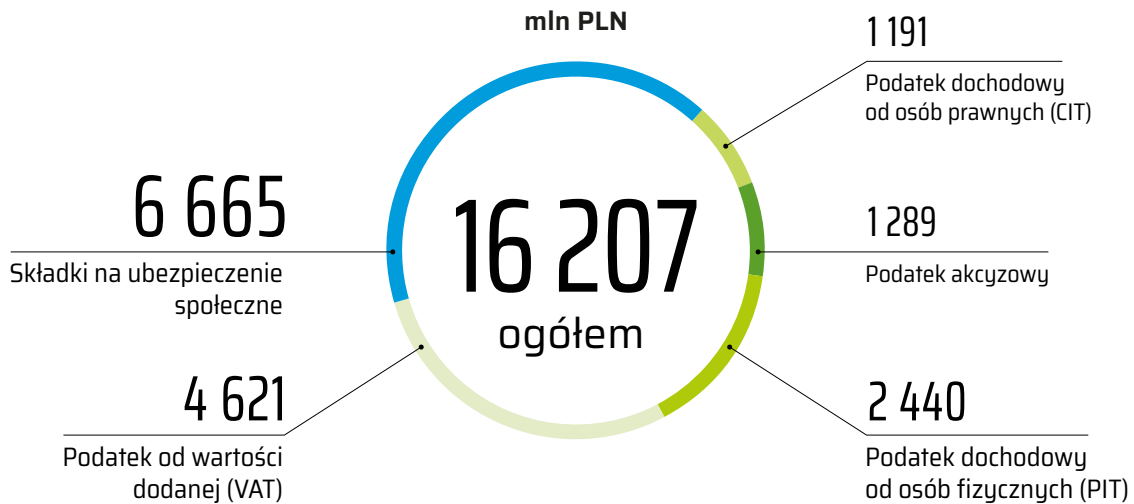 mln PLN
1 191
Podatek dochodowy
od osób prawnych (CIT)
6 665
Składki na ubezpieczenie
społeczne
16 207
ogółem
1 289
Podatek akcyzowy
4 621
Podatek od wartości
dodanej (VAT)
2 440
Podatek dochodowy
od osób fizycznych (PIT)